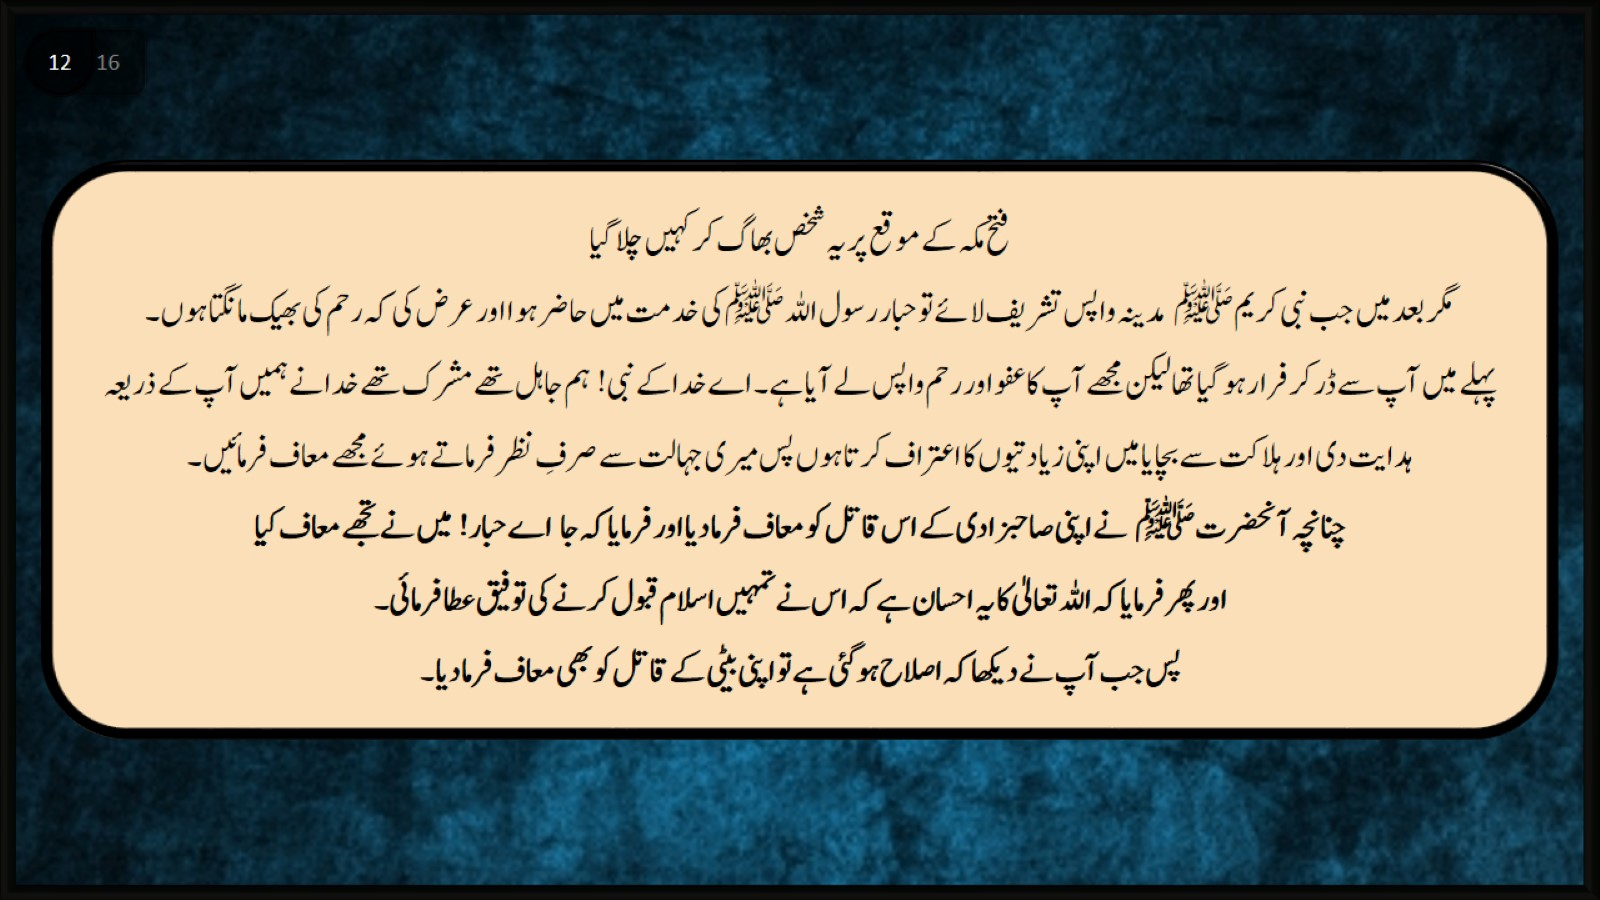 12 16
فتح مکہ کے موقع پر یہ شخص بھاگ کر کہیں چلا گیا
مگر بعد میں جب نبی کریم ﷺ مدینہ واپس تشریف لائے تو حبار رسول اللہ ﷺ کی خدمت میں حاضر ہوا اور عرض کی کہ رحم کی بھیک مانگتا ہوں۔
پہلے میں آپ سے ڈر کر فرار ہو گیا تھا لیکن مجھے آپ کا عفو اور رحم واپس لے آیا ہے۔ اے خدا کے نبی! ہم جاہل تھے مشرک تھے خدا نے ہمیں آپ کے ذریعہ
ہدایت دی اور ہلاکت سے بچایا میں اپنی زیادتیوں کا اعتراف کرتا ہوں پس میری جہالت سے صرفِ نظر فرماتے ہوئے مجھے معاف فرمائیں۔
چنانچہ آنحضرت ﷺ نے اپنی صاحبزادی کے اس قاتل کو معاف فرما دیا اور فرمایا کہ جا اے حبار! میں نے تجھے معاف کیا
اور پھر فرمایا کہ اللہ تعالیٰ کا یہ احسان ہے کہ اس نے تمہیں اسلام قبول کرنے کی توفیق عطا فرمائی۔
پس جب آپ نے دیکھا کہ اصلاح ہو گئی ہے تو اپنی بیٹی کے قاتل کو بھی معاف فرما دیا۔